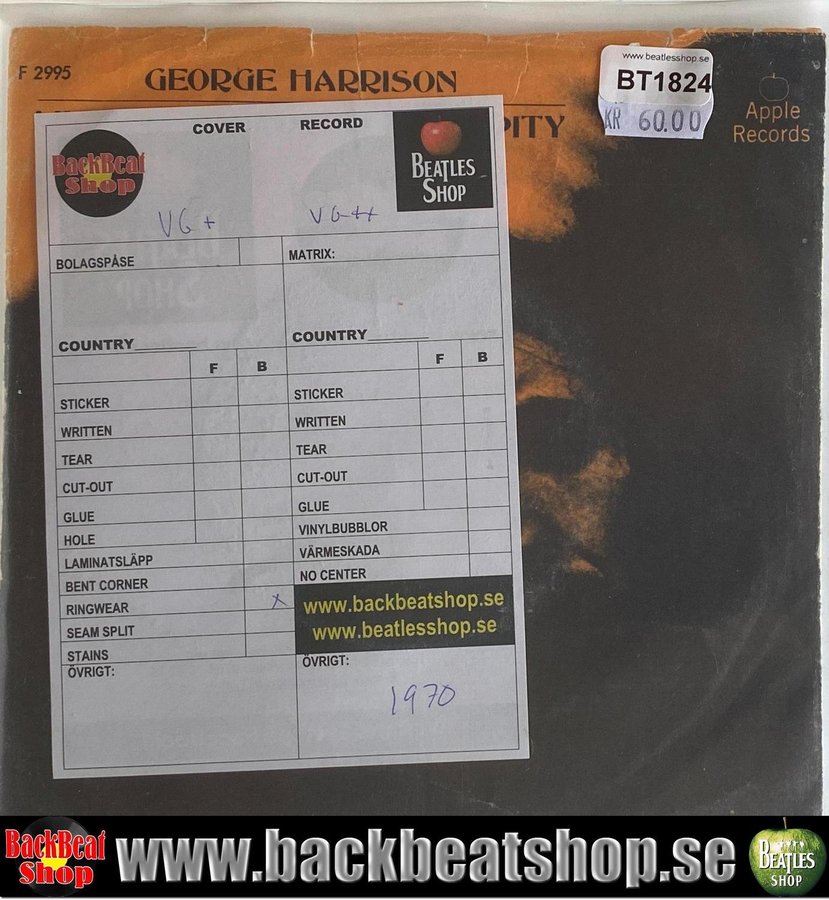 F 2995
GEORGE HARRISON
PITY
www.beatlesshop.se
BT1824
KR 60.00
Apple
Records
COVER
RECORD
BackBeat
Shop
BEATLES
SHOP
VG +
VG++
BOLAGSPÅSE
MATRIX:
COUNTRY
COUNTRY
F B
F B
STICKER
WRITTEN
TEAR
CUT-OUT
GLUE
HOLE
LAMINATSLÄPP
BENT CORNER
RINGWEAR X
SEAM SPLIT
STAINS
ÖVRIGT:
STICKER
WRITTEN
TEAR
CUT-OUT
GLUE
VINYLBUBBLOR
VÄRMESKADA
NO CENTER
www.backbeatshop.se
www.beatlesshop.se
ÖVRIGT:
1970
BackBeat
Shop
www.backbeatshop.se
BEATLES
SHOP